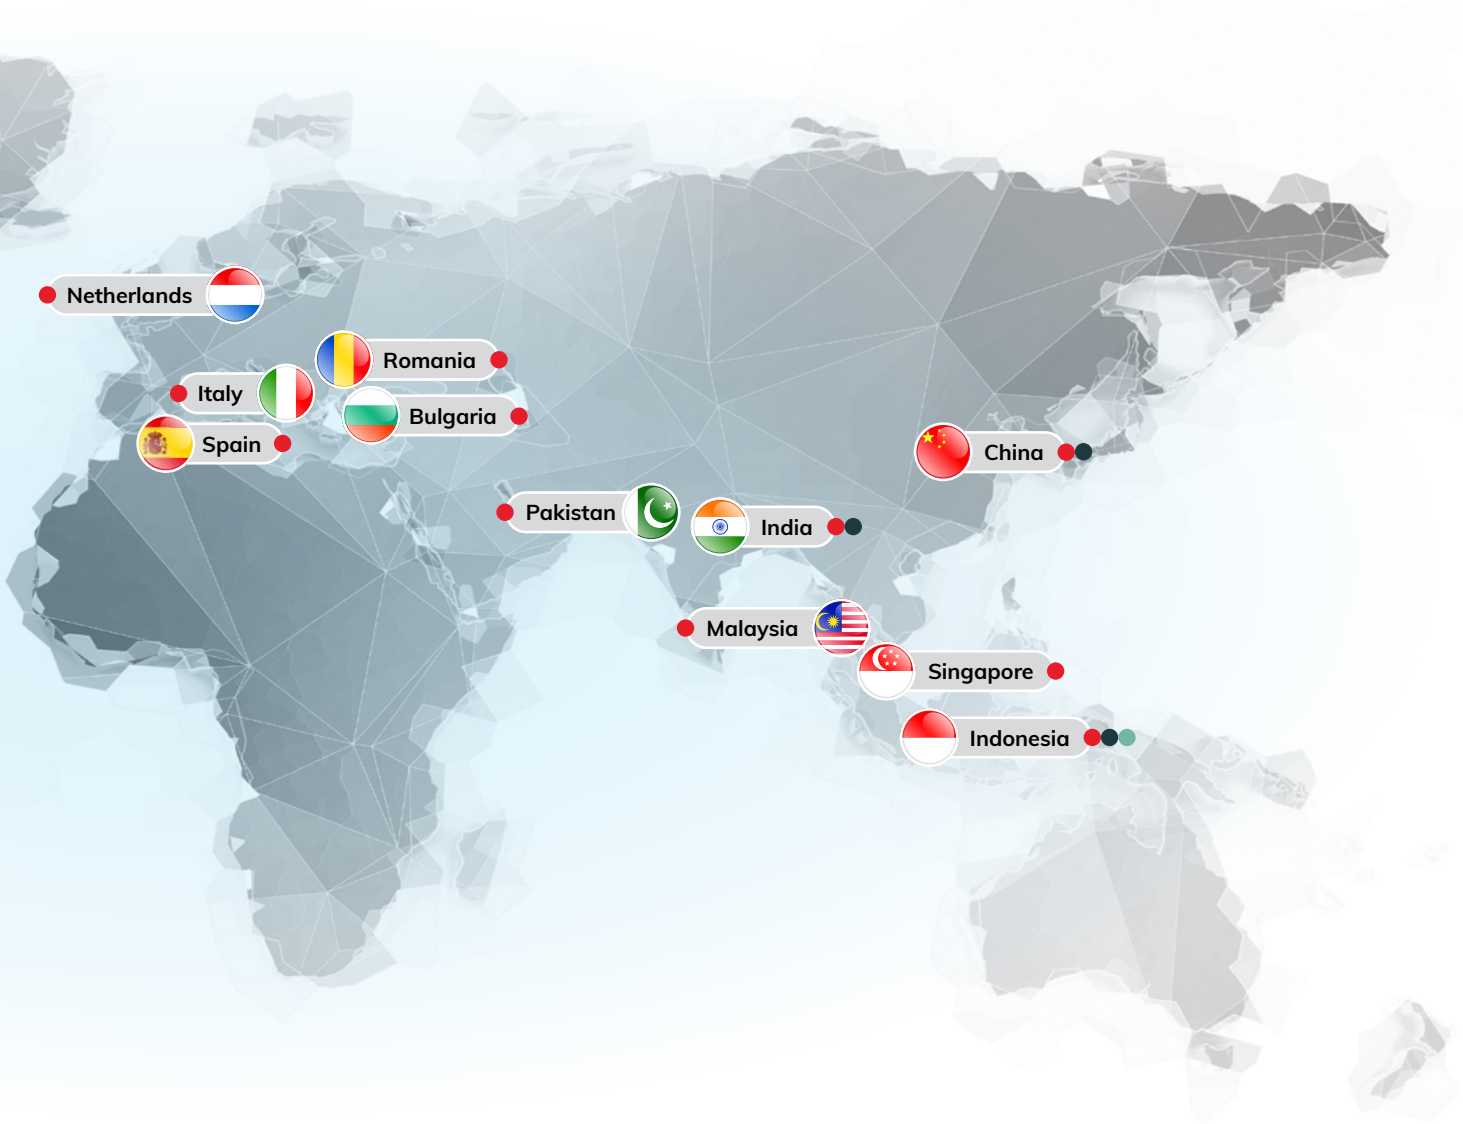 Netherlands
Romania
Italy
Bulgaria
Spain
China
Pakistan
India
Malaysia
Singapore
Indonesia